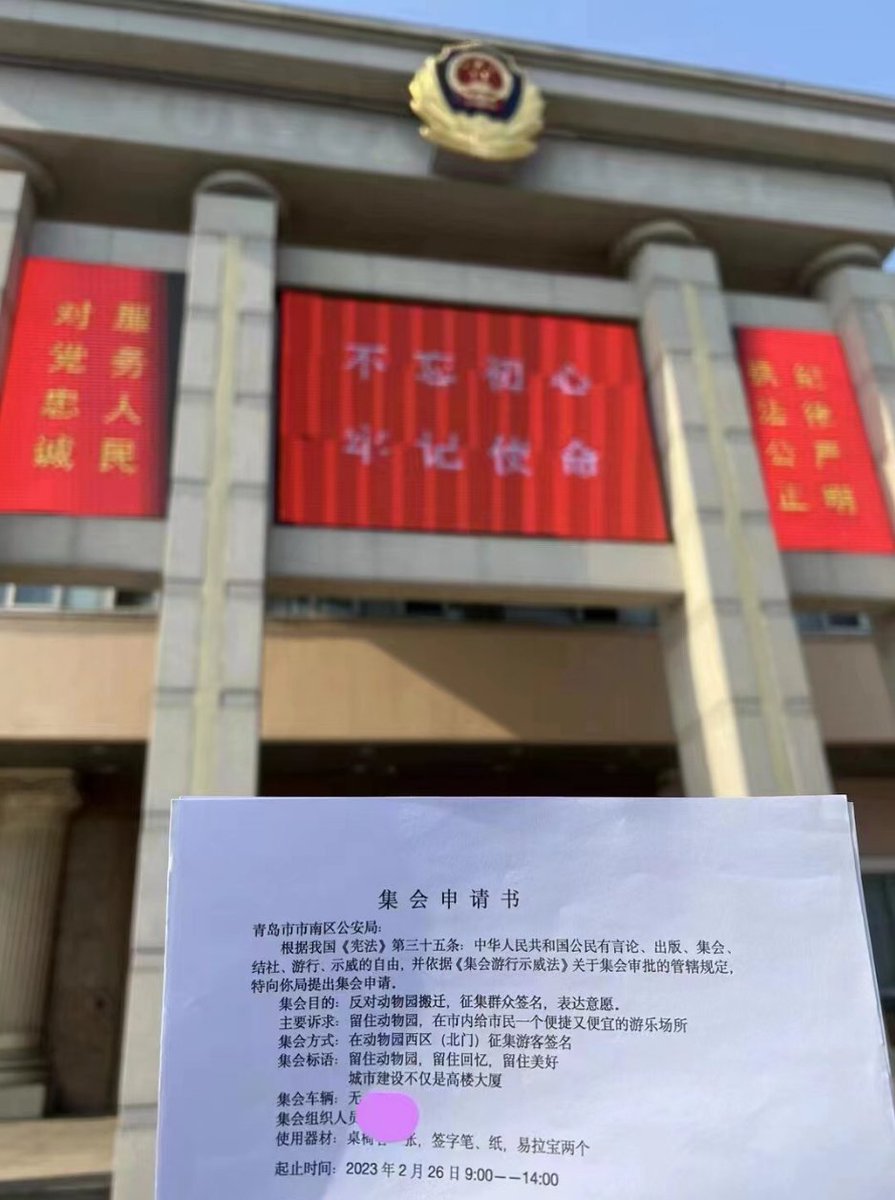 对党忠诚
服务人民
不忘初心
牢记使命
执法公正
纪律严明
集会申请书
青岛市市南区公安局:
根据我国《宪法》第三十五条:中华人民共和国公民有言论、出版、集会、
结社、游行、示威的自由,并依据《集会游行示威法》关于集会审批的管辖规定,
特向你局提出集会申请。
集会目的:反对动物园搬迁,征集群众签名,表达意愿。
主要诉求:留住动物园,在市内给市民一个便捷又便宜的游乐场所
集会方式:在动物园西区(北门)征集游客签名
集会标语:留住动物园,留住回忆,留住美好
城市建设不仅是高楼大厦
集会车辆:无
集会组织人员
使用器材:桌椅各一张,签字笔、纸,易拉宝两个
起止时间:2023年2月26日9:00——14:00